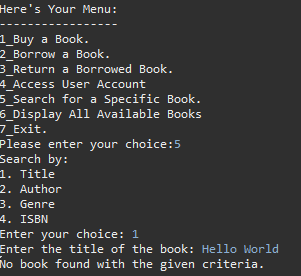 Here's Your Menu:
-----------------
1_Buy a Book.
2_Borrow a Book.
3_Return a Borrowed Book.
4_Access User Account
5_Search for a Specific Book.
6_Display All Available Books
7_Exit.
Please enter your choice:5
Search by:
1. Title
2. Author
3. Genre
4. ISBN
Enter your choice: 1
Enter the title of the book: Hello World
No book found with the given criteria.